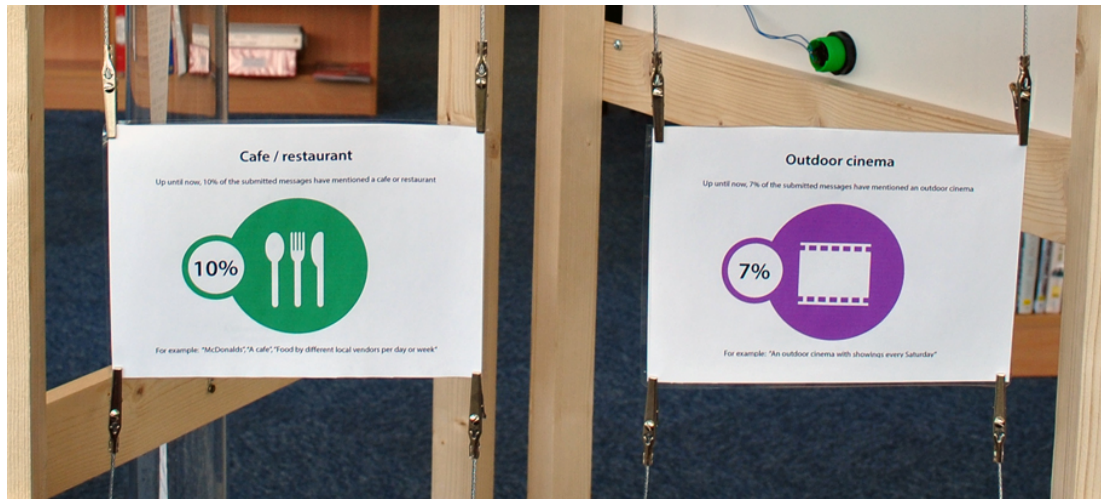 Cafe / restaurant
Up until now, 10% of the submitted messages have mentioned a cafe or restaurant
10%
For example: "McDonalds", "A cafe", "Food by different local vendors per day or week"
Outdoor cinema
Up until now, 7% of the submitted messages have mentioned an outdoor cinema
7%
For example: "An outdoor cinema with showings every Saturday"